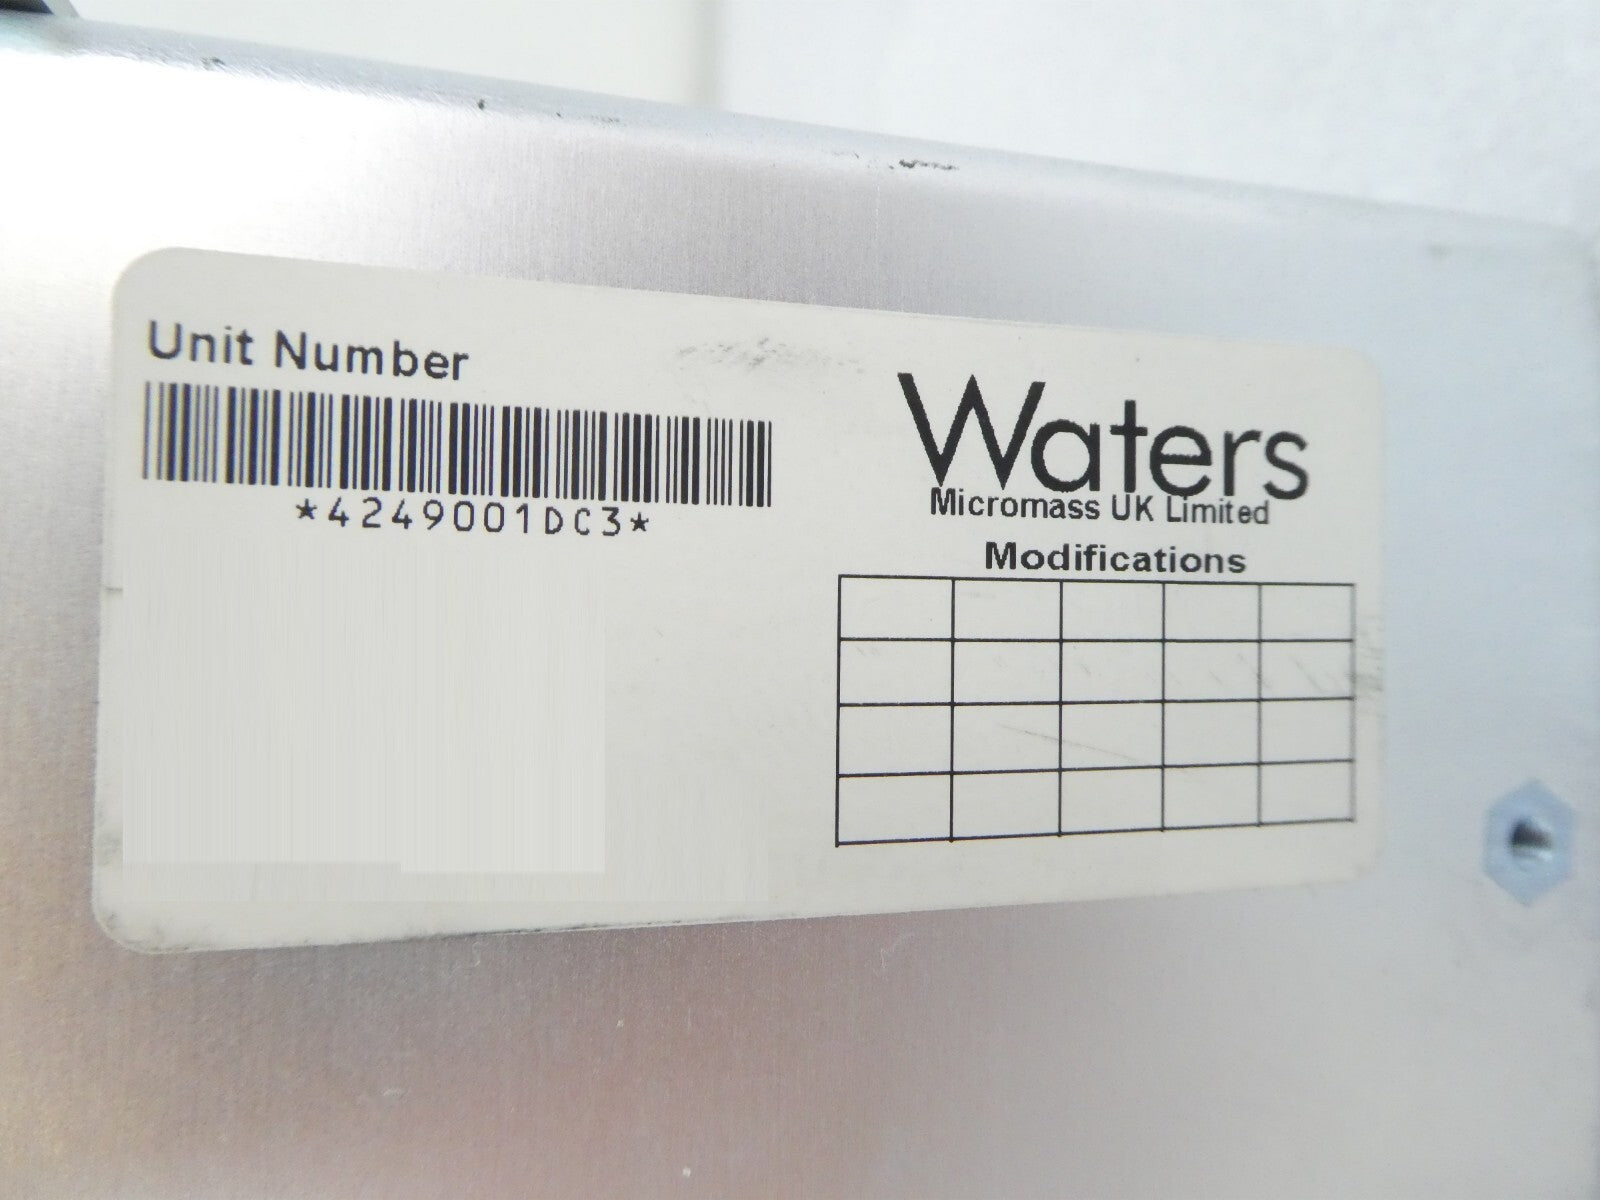 Unit Number
*4249001DC3*
Waters
Micromass UK Limited
Modifications